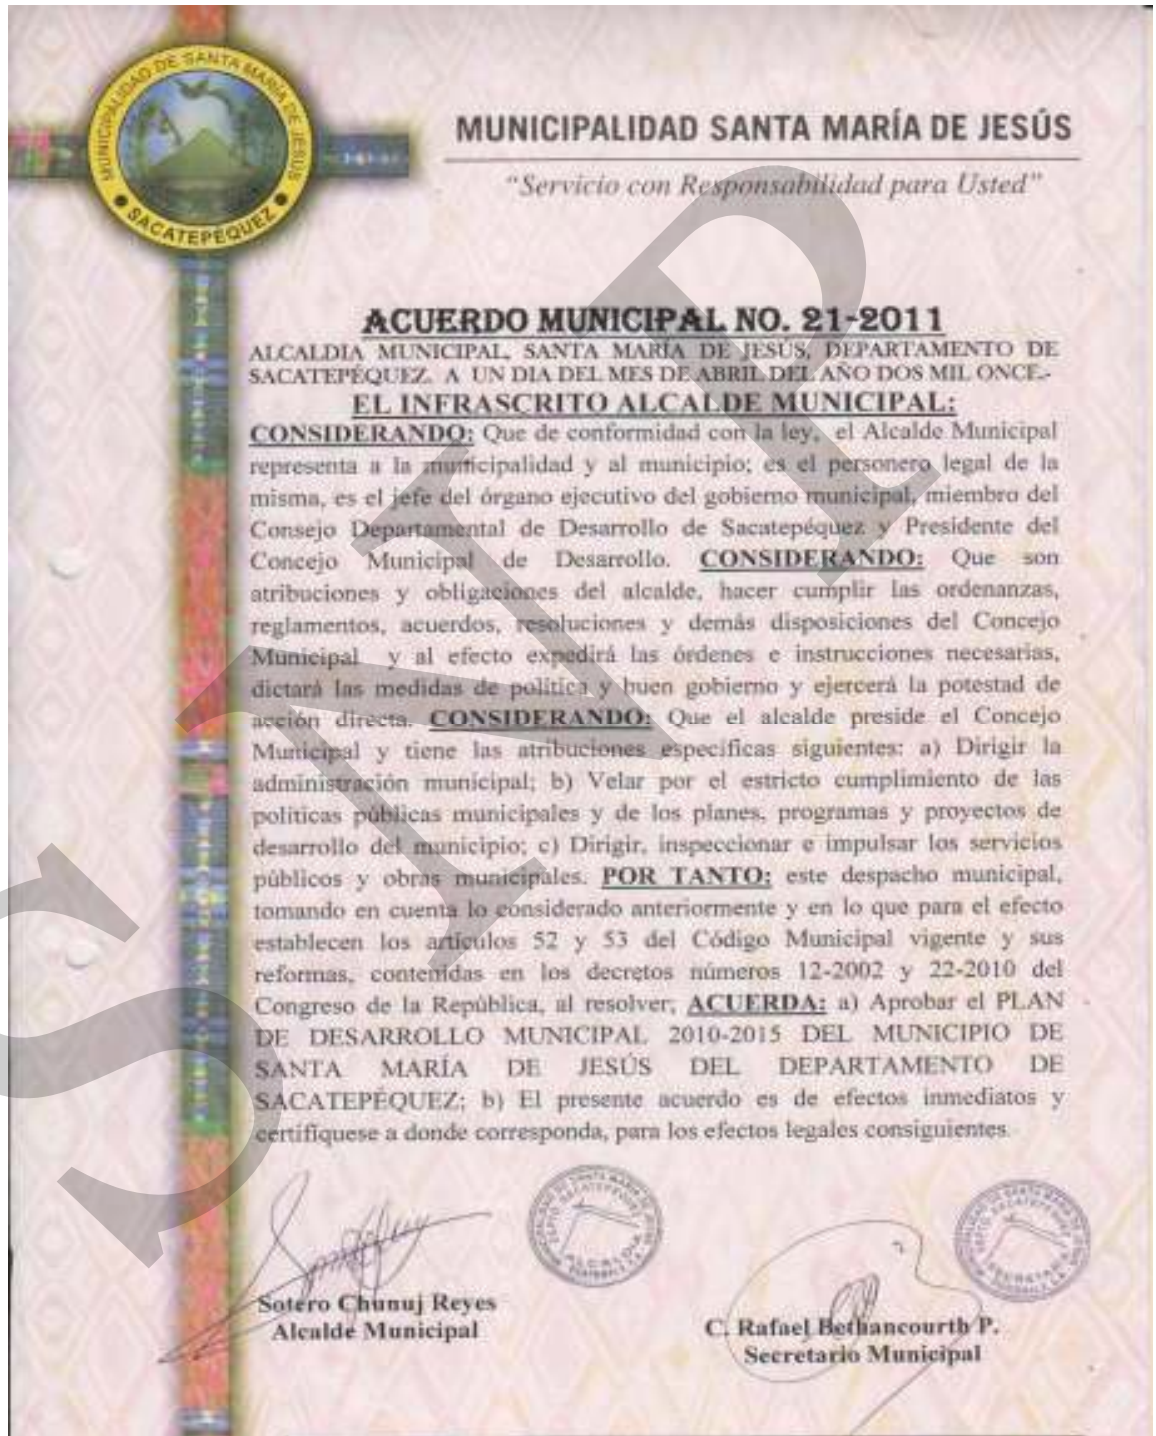 MUNICIPALIDAD DE SANTA MARÍA DE JESUS
SACATEPEQUEZ
MUNICIPALIDAD SANTA MARÍA DE JESÚS
"Servicio con Responsabilidad para Usted"
ACUERDO MUNICIPAL NO. 21-2011
ALCALDIA MUNICIPAL, SANTA MARÍA DE JESÚS, DEPARTAMENTO DE
SACATEPÉQUEZ. A UN DIA DEL MES DE ABRIL DEL AÑO DOS MIL ONCE.-
EL INFRASCRITO ALCALDE MUNICIPAL:
CONSIDERANDO: Que de conformidad con la ley, el Alcalde Municipal
representa a la municipalidad y al municipio; es el personero legal de la
misma, es el jefe del órgano ejecutivo del gobierno municipal, miembro del
Consejo Departamental de Desarrollo de Sacatepéquez y Presidente del
Concejo Municipal de Desarrollo. CONSIDERANDO: Que son
atribuciones y obligaciones del alcalde, hacer cumplir las ordenanzas,
reglamentos, acuerdos, resoluciones y demás disposiciones del Concejo
Municipal y al efecto expedirá las órdenes e instrucciones necesarias,
dictará las medidas de política y buen gobierno y ejercerá la potestad de
acción directa. CONSIDERANDO: Que el alcalde preside el Concejo
Municipal y tiene las atribuciones específicas siguientes: a) Dirigir la
administración municipal; b) Velar por el estricto cumplimiento de las
políticas públicas municipales y de los planes, programas y proyectos de
desarrollo del municipio; c) Dirigir, inspeccionar e impulsar los servicios
públicos y obras municipales. POR TANTO: este despacho municipal,
tomando en cuenta lo considerado anteriormente y en lo que para el efecto
establecen los artículos 52 y 53 del Código Municipal vigente y sus
reformas, contenidas en los decretos números 12-2002 y 22-2010 del
Congreso de la República, al resolver; ACUERDA: a) Aprobar el PLAN
DE DESARROLLO MUNICIPAL 2010-2015 DEL MUNICIPIO DE
SANTA MARÍA DE JESÚS DEL DEPARTAMENTO DE
SACATEPÉQUEZ; b) El presente acuerdo es de efectos inmediatos y
certifíquese a donde corresponda, para los efectos legales consiguientes.
Sotero Chunuj Reyes
Alcalde Municipal
C. Rafael Bethancourth P.
Secretario Municipal